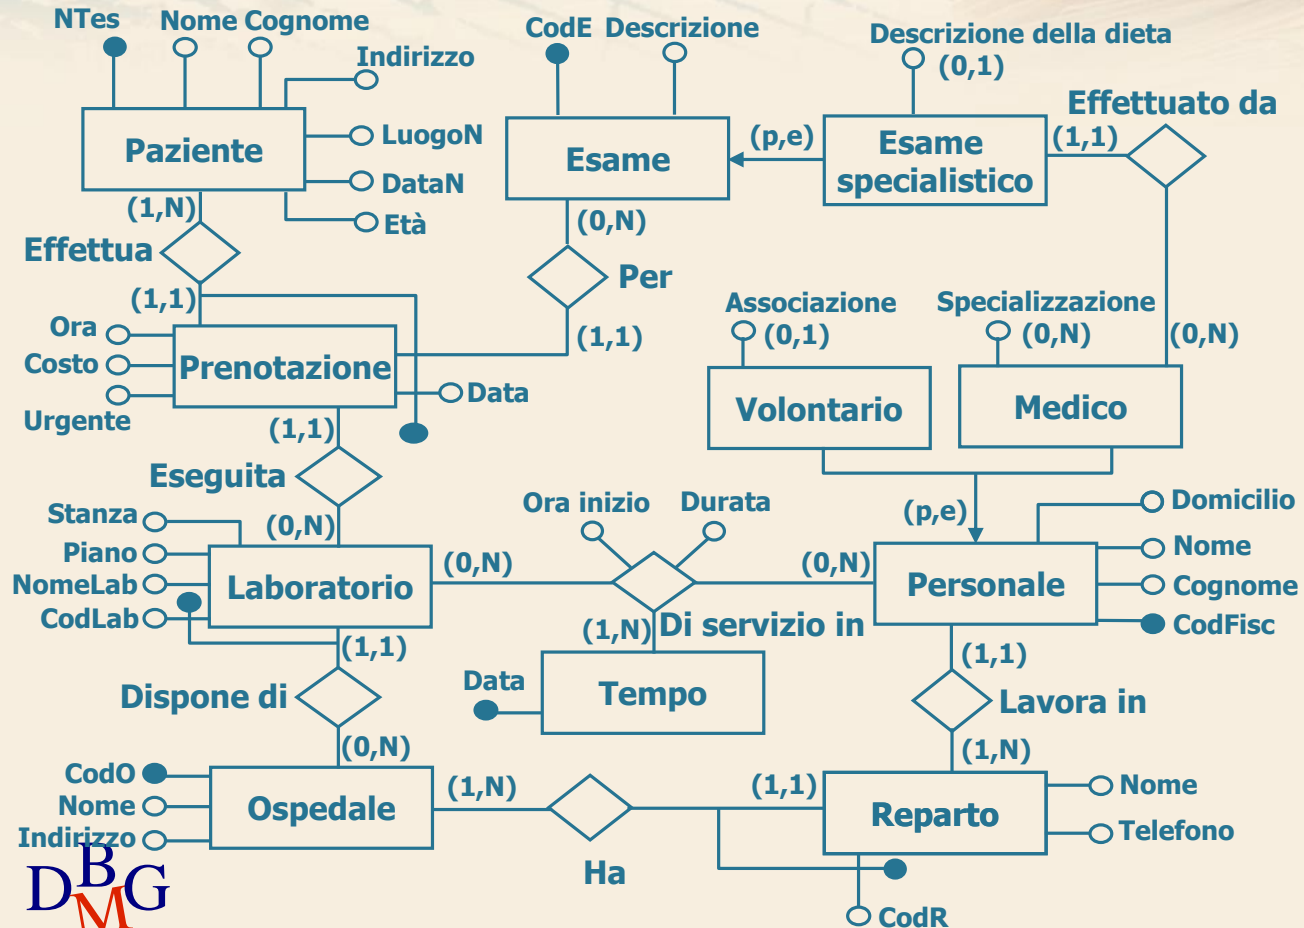 NTes
Nome Cognome
Indirizzo
Paziente
LuogoN
DataN
Età
(1,N)
Effettua
(1,1)
CodE Descrizione
Esame
(p,e)
Descrizione della dieta
(0,1)
Esame
specialistico
Effettuato da
(1,1)
(0,N)
Per
(1,1)
Ora
Costo
Urgente
Prenotazione
Data
(1,1)
Eseguita
(0,N)
Associazione
(0,1)
Volontario
Specializzazione
(0,N)
(0,N)
Medico
(p,e)
Stanza
Piano
NomeLab
CodLab
Laboratorio
(0,N)
Ora inizio
Durata
(0,N)
Di servizio in
(1,N)
Data
Tempo
Personale
Domicilio
Nome
Cognome
CodFisc
(1,1)
Lavora in
(1,N)
(1,1)
Dispone di
(0,N)
CodO
Nome
Indirizzo
Ospedale
(1,N)
Ha
(1,1)
Reparto
Nome
Telefono
CodR
DBMG